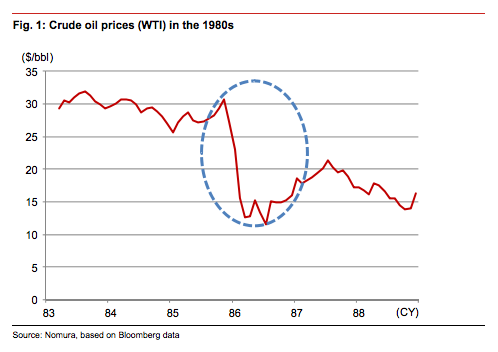 Fig. 1: Crude oil prices (WTI) in the 1980s
($/bbl)
35
30
25
20
15
10
5
0
83 84 85 86 87 88 (CY)
Source: Nomura, based on Bloomberg data